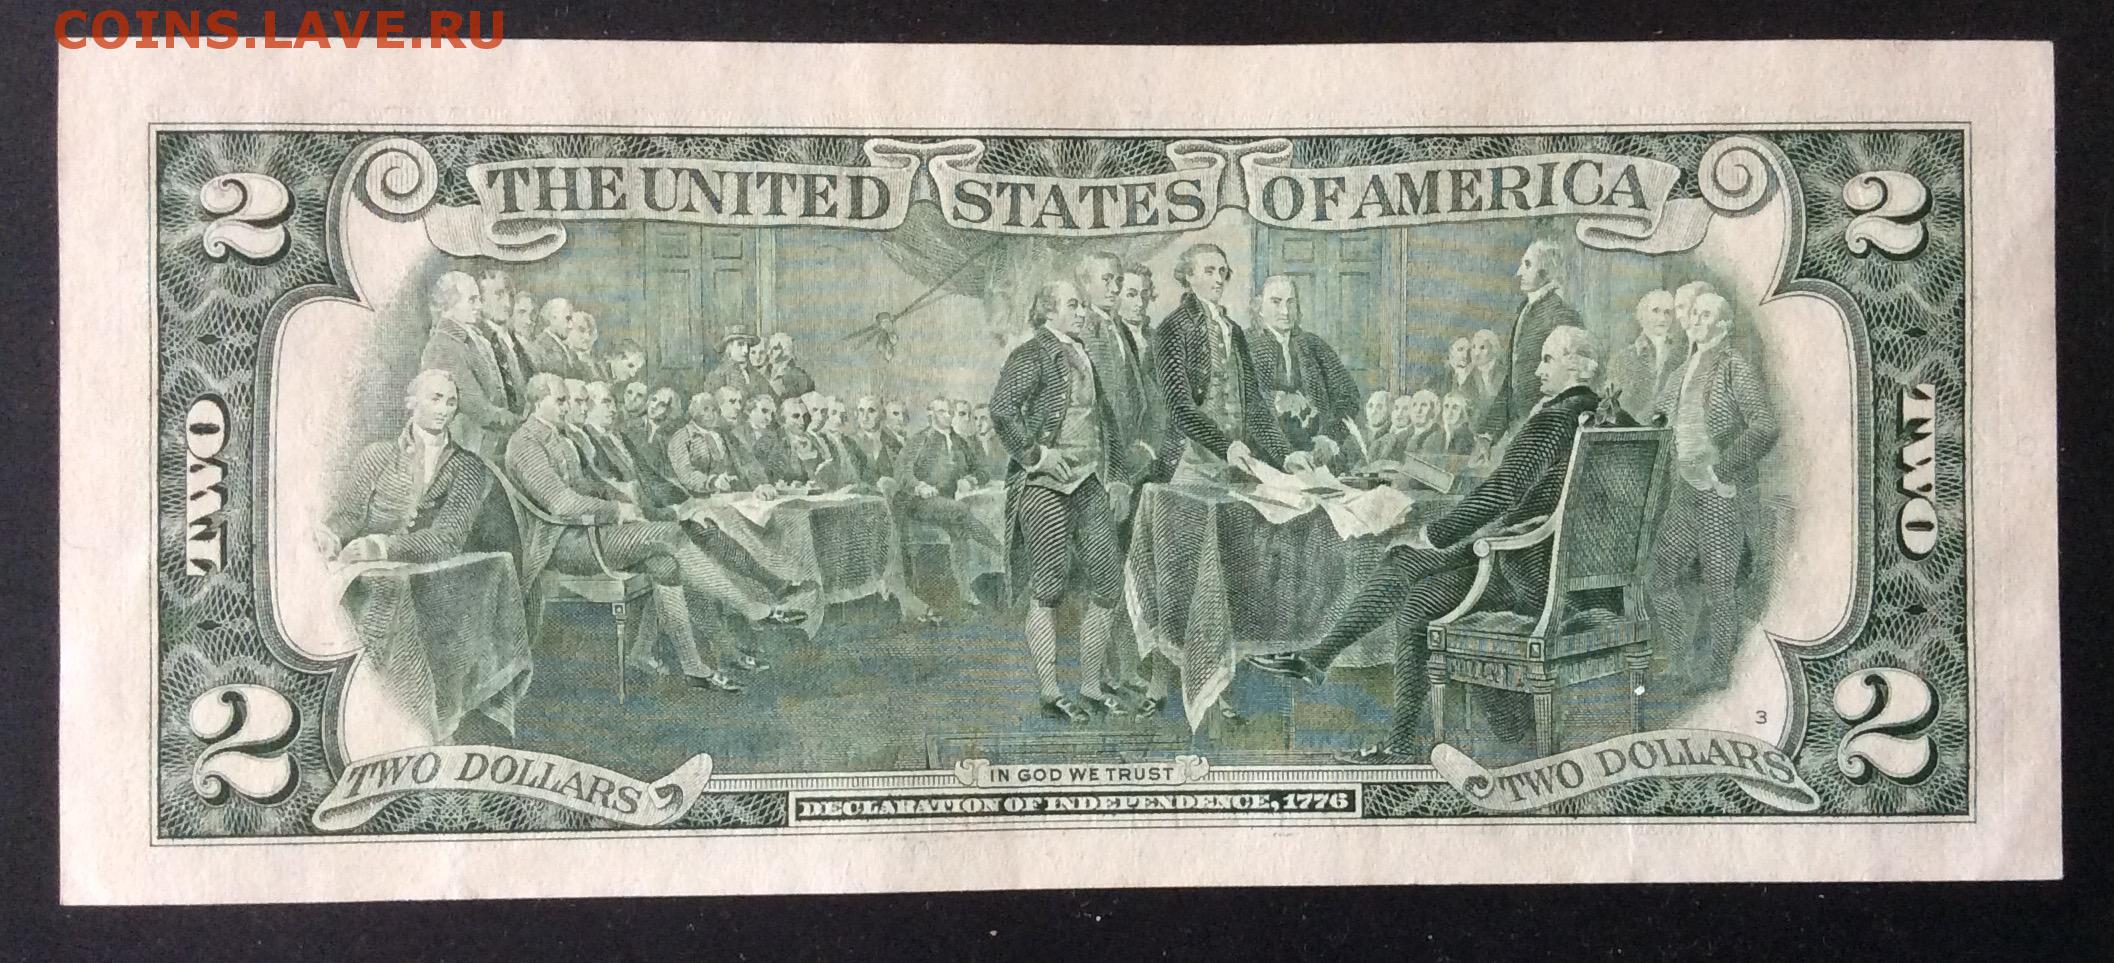 COINS.LAVE.RU
THE UNITED STATES OF AMERICA
2 2
TWO TWO
3
2 2
TWO DOLLARS TWO DOLLARS
IN GOD WE TRUST
DECLARATION OF INDEPENDENCE, 1776